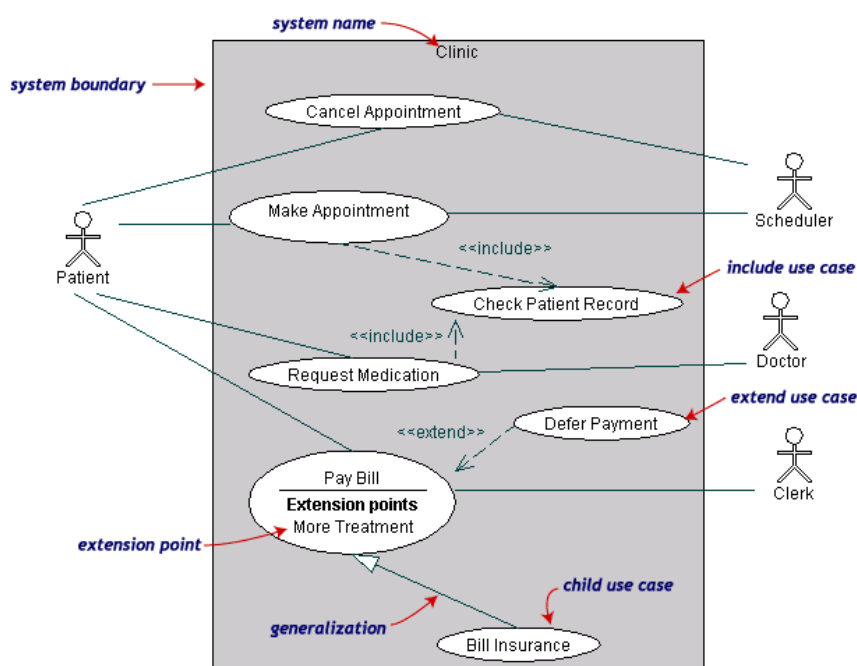 system name
Clinic
system boundary
Cancel Appointment
Make Appointment
Scheduler
<<include>>
Patient
include use case
Check Patient Record
<<include>>
Doctor
Request Medication
extend use case
Defer Payment
<<extend>>
Pay Bill
Clerk
Extension points
More Treatment
extension point
child use case
generalization
Bill Insurance